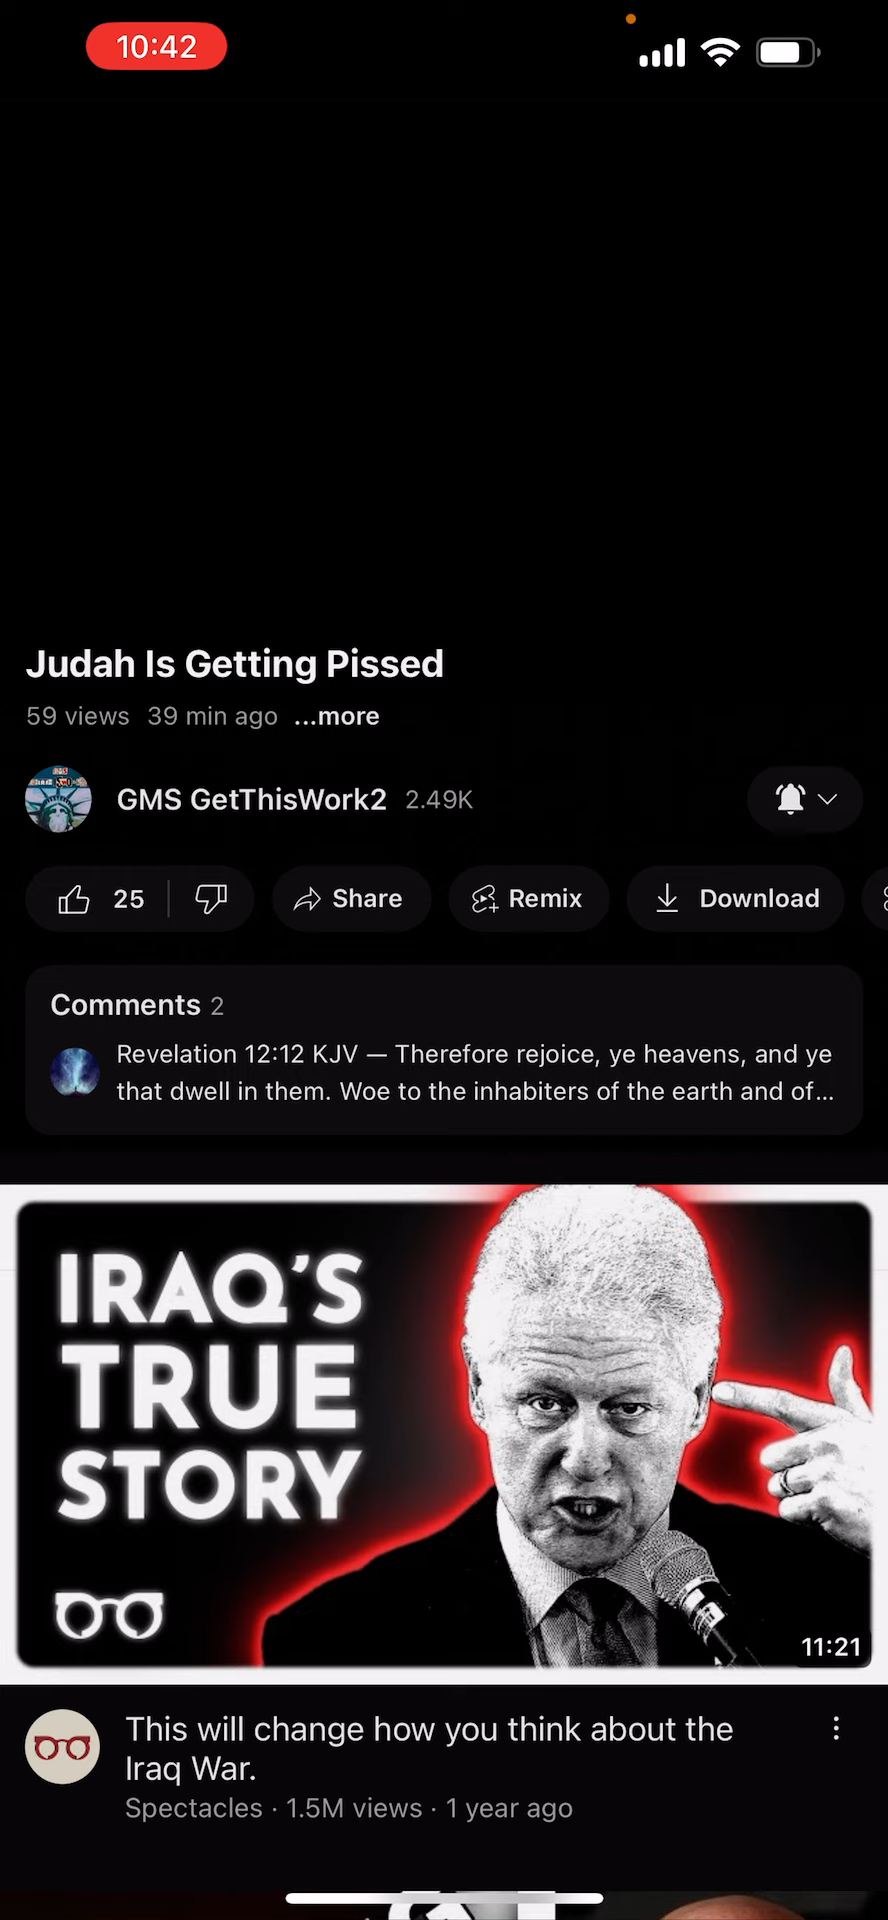 10:42
Judah Is Getting Pissed
59 views 39 min ago ...more
GMS GetThisWork2 2.49K
25 Share Remix Download
Comments 2
Revelation 12:12 KJV — Therefore rejoice, ye heavens, and ye
that dwell in them. Woe to the inhabiters of the earth and of...
IRAQ'S
TRUE
STORY
11:21
This will change how you think about the
Iraq War.
Spectacles · 1.5M views · 1 year ago